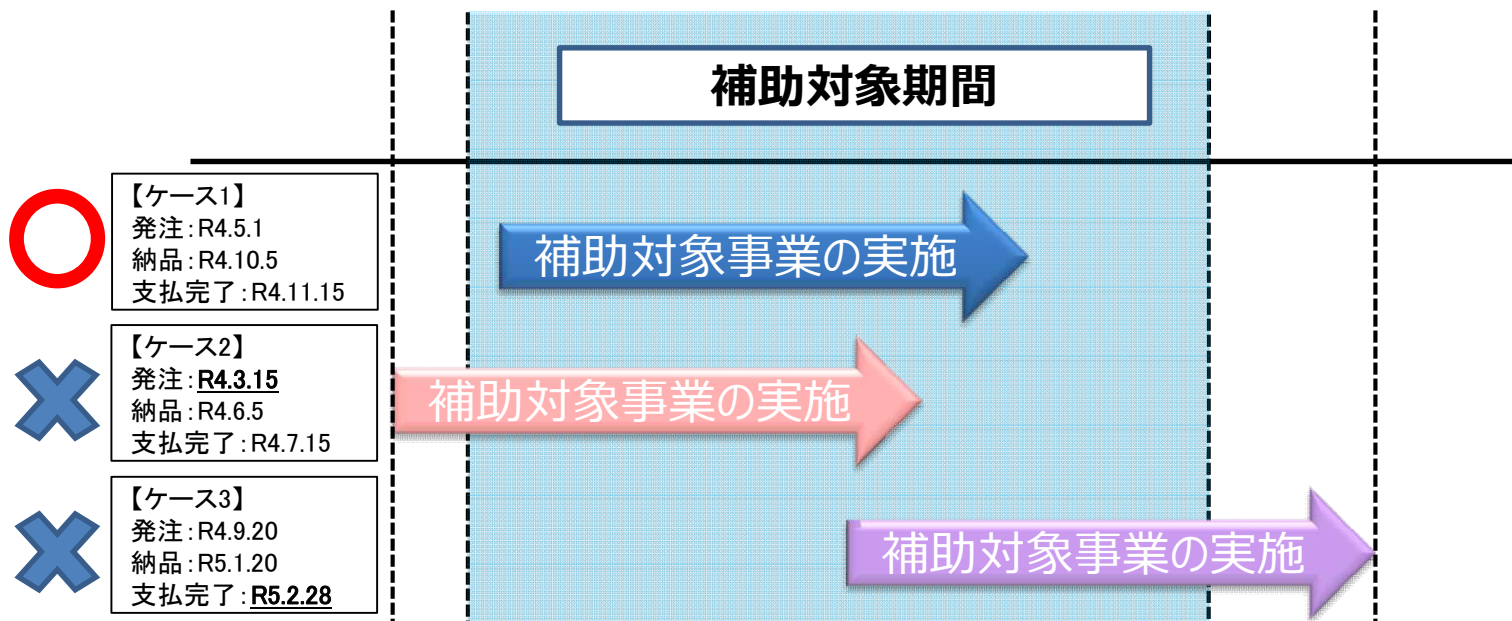 補助対象期間
【ケース1】
発注:R4.5.1
納品:R4.10.5
支払完了:R4.11.15
補助対象事業の実施
【ケース2】
発注:R4.3.15
納品:R4.6.5
支払完了:R4.7.15
補助対象事業の実施
【ケース3】
発注:R4.9.20
納品:R5.1.20
支払完了:R5.2.28
補助対象事業の実施